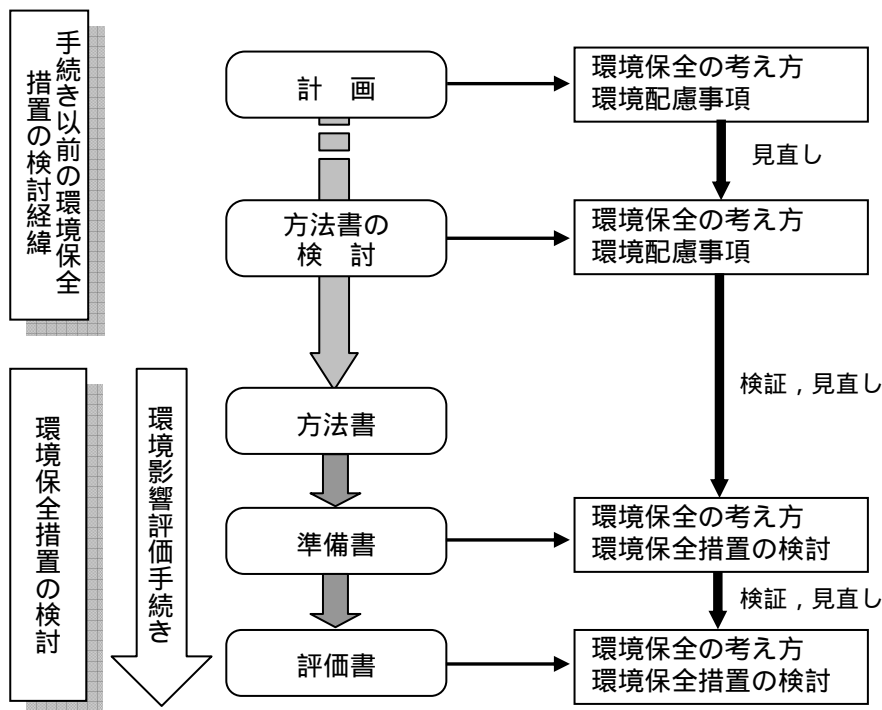 手続き以前の環境保全
措置の検討経緯
計　画
環境保全の考え方
環境配慮事項
見直し
方法書の
検　討
環境保全の考え方
環境配慮事項
検証，見直し
環境保全措置の検討
環境影響評価手続き
方法書
準備書
環境保全の考え方
環境保全措置の検討
検証，見直し
評価書
環境保全の考え方
環境保全措置の検討